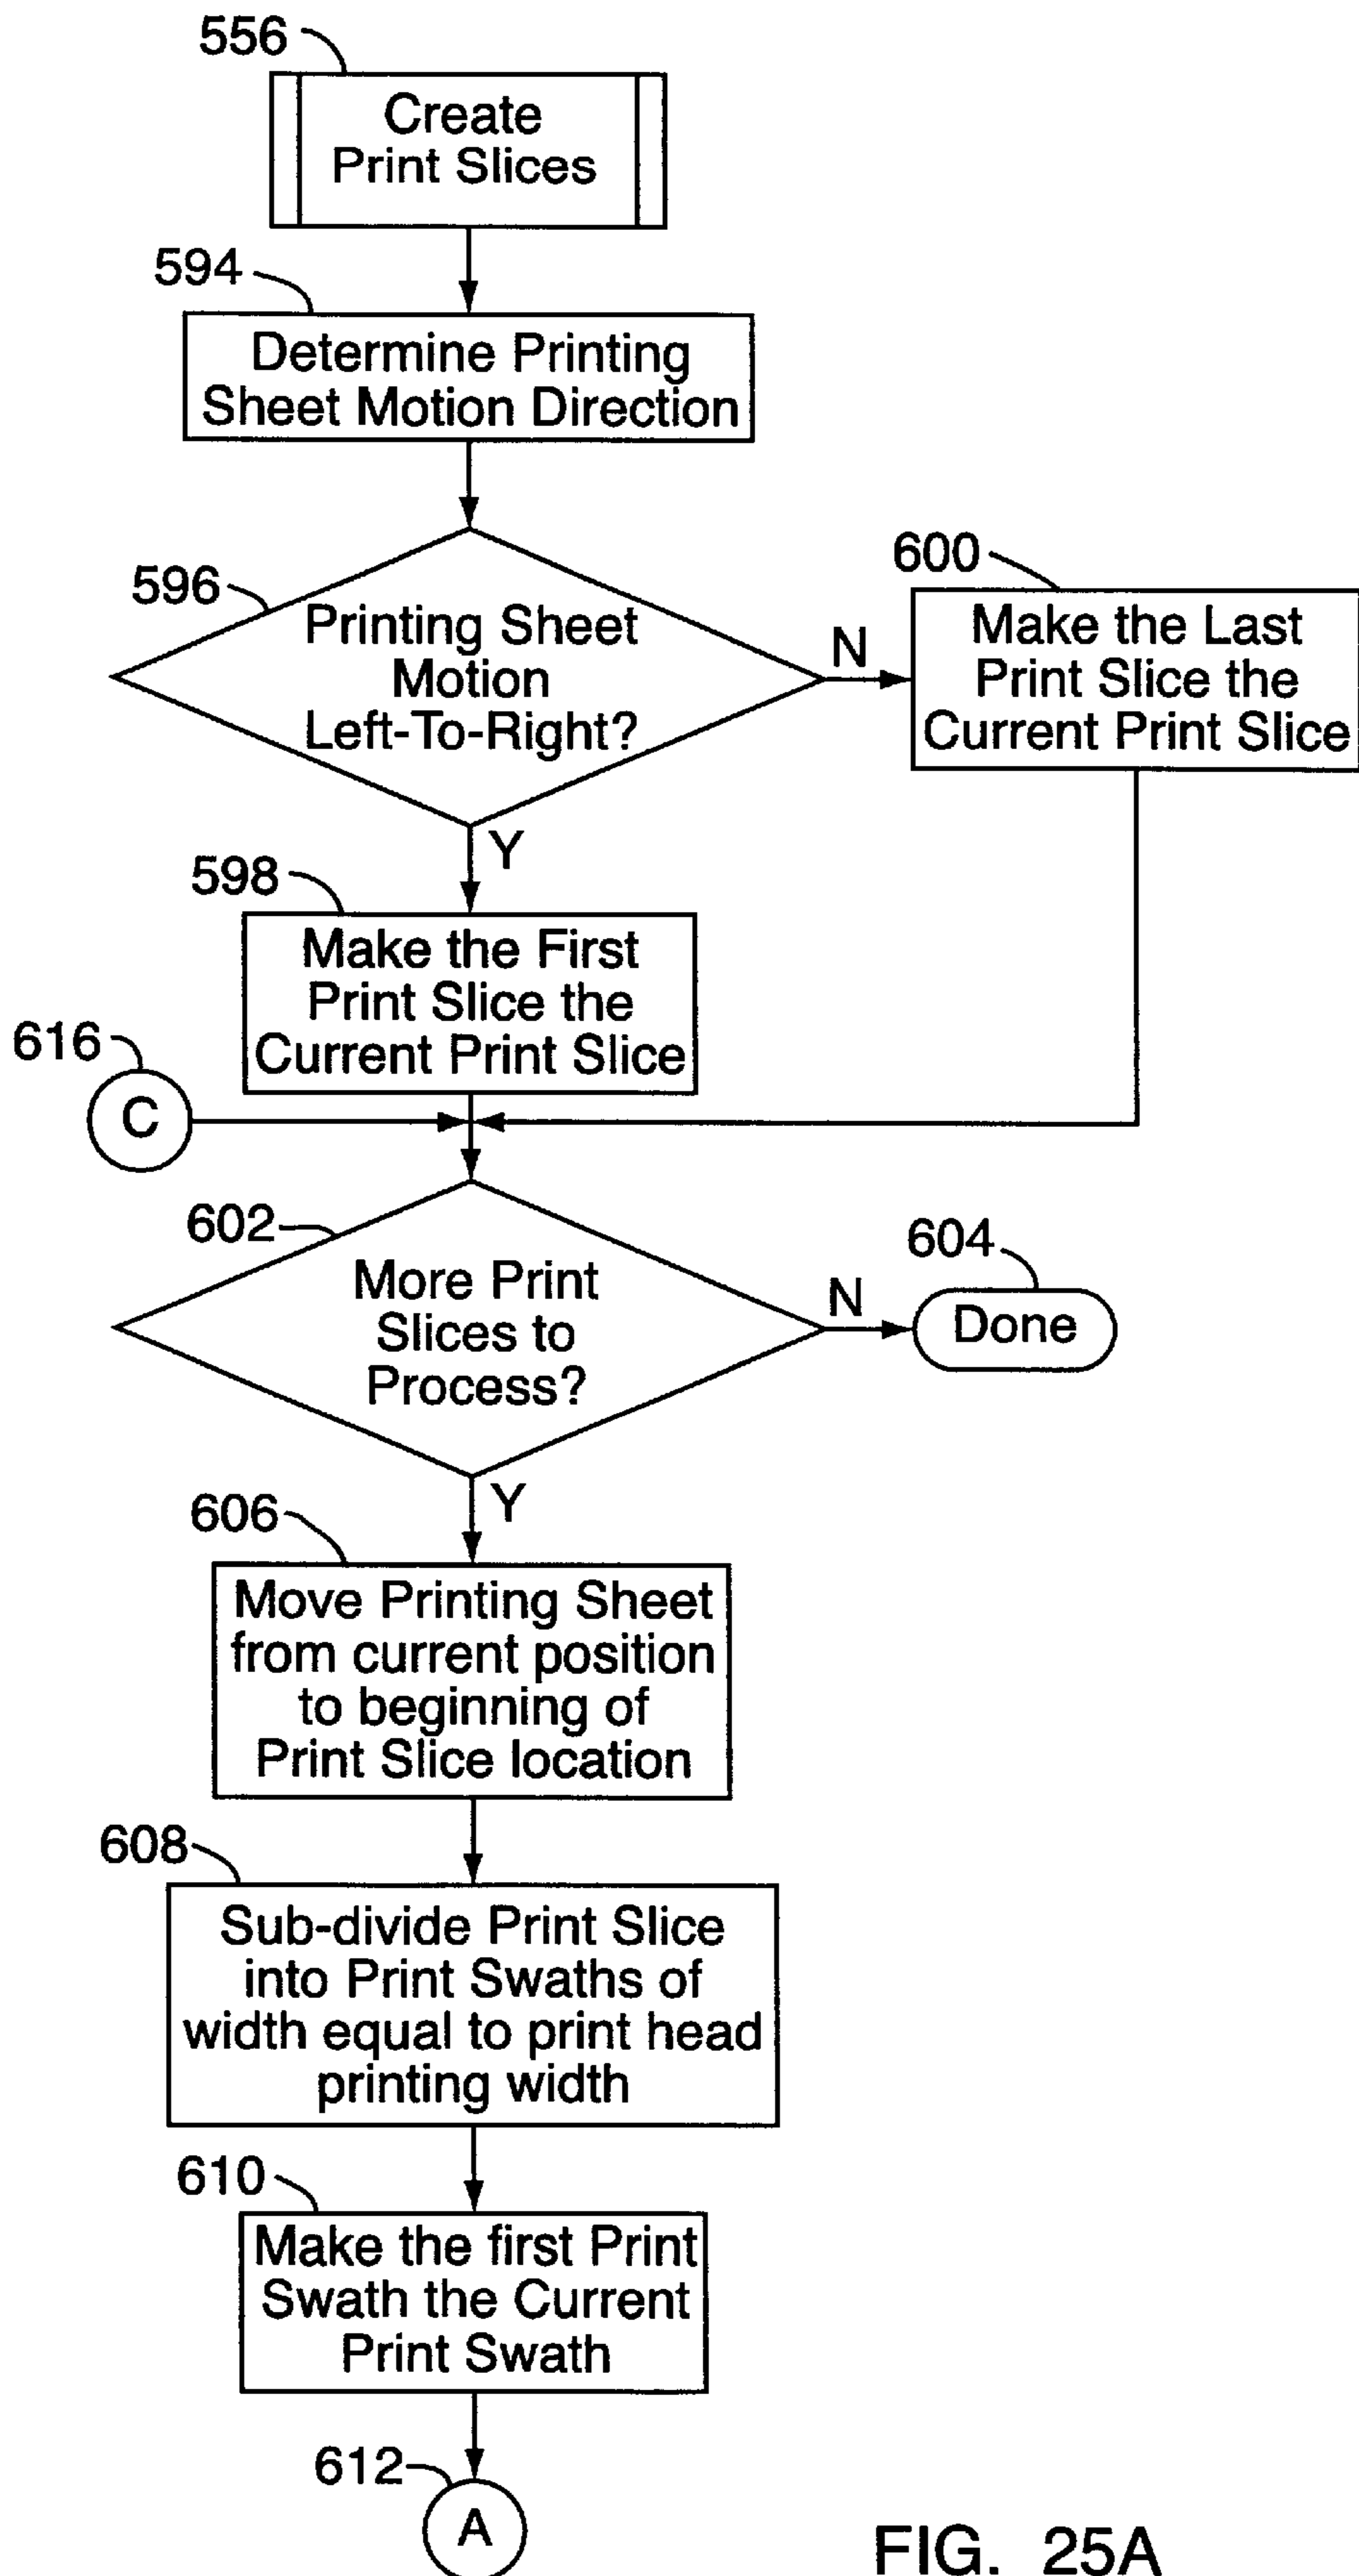 556
Create
Print Slices
594
Determine Printing
Sheet Motion Direction
596
Printing Sheet
Motion
Left-To-Right?
N
600
Make the Last
Print Slice the
Current Print Slice
Y
598
Make the First
Print Slice the
Current Print Slice
616
C
602
More Print
Slices to
Process?
N
604
Done
Y
606
Move Printing Sheet
from current position
to beginning of
Print Slice location
608
Sub-divide Print Slice
into Print Swaths of
width equal to print head
printing width
610
Make the first Print
Swath the Current
Print Swath
612
A
FIG. 25A